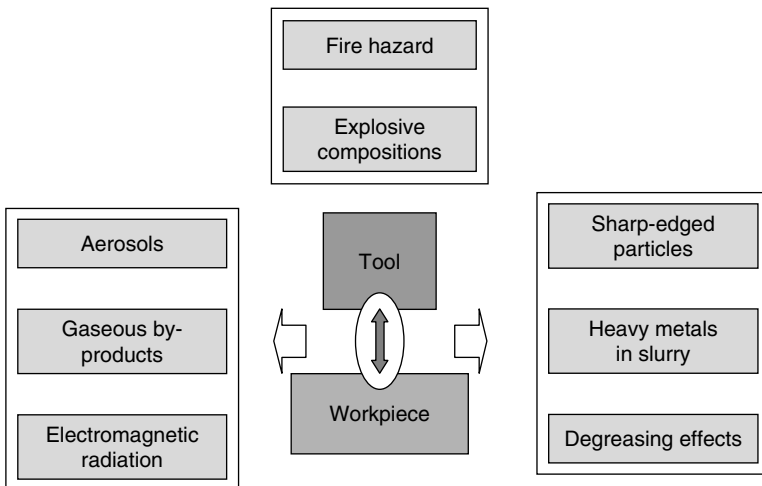 Fire hazard
Explosive
compositions
Aerosols
Gaseous by-
products
Electromagnetic
radiation
Tool
Workpiece
Sharp-edged
particles
Heavy metals
in slurry
Degreasing effects